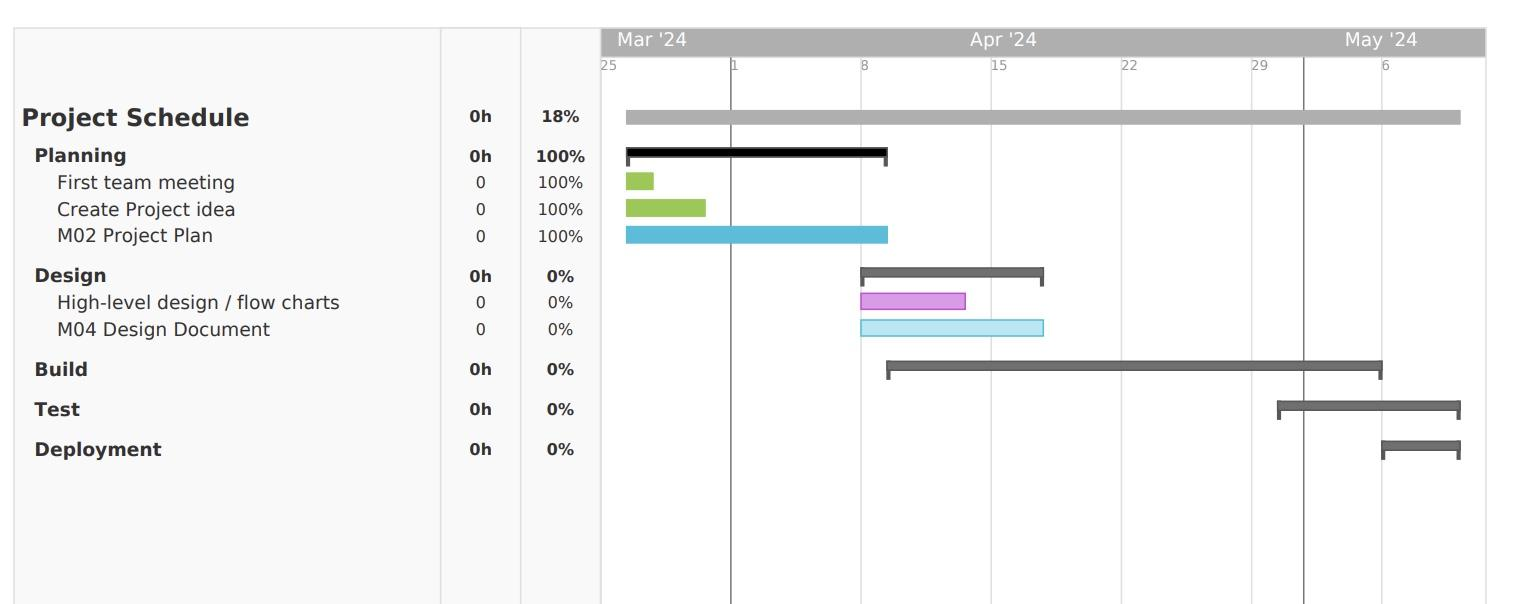 Mar '24 Apr '24 May '24
25 1 8 15 22 29 6
Project Schedule 0h 18%
Planning 0h 100%
First team meeting 0 100%
Create Project idea 0 100%
M02 Project Plan 0 100%
Design 0h 0%
High-level design / flow charts 0 0%
M04 Design Document 0 0%
Build 0h 0%
Test 0h 0%
Deployment 0h 0%